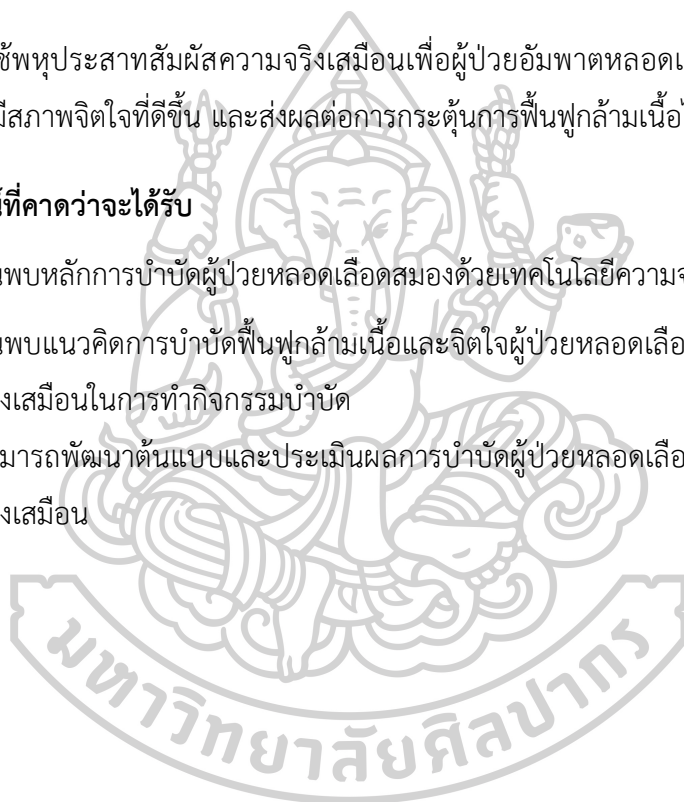 ช้พหุประสาทสัมผัสความจริงเสมือนเพื่อผู้ป่วยอัมพาตหลอดเ
มีสภาพจิตใจที่ดีขึ้น และส่งผลต่อการกระตุ้นการฟื้นฟูกล้ามเนื้อ
น์ที่คาดว่าจะได้รับ
นพบหลักการบำบัดผู้ป่วยหลอดเลือดสมองด้วยเทคโนโลยีความจ
นพบแนวคิดการบำบัดฟื้นฟูกล้ามเนื้อและจิตใจผู้ป่วยหลอดเลือ
งเสมือนในการทำกิจกรรมบำบัด
มารถพัฒนาต้นแบบและประเมินผลการบำบัดผู้ป่วยหลอดเลือ
งเสมือน
มหาวิทยาลัยศิลปากร